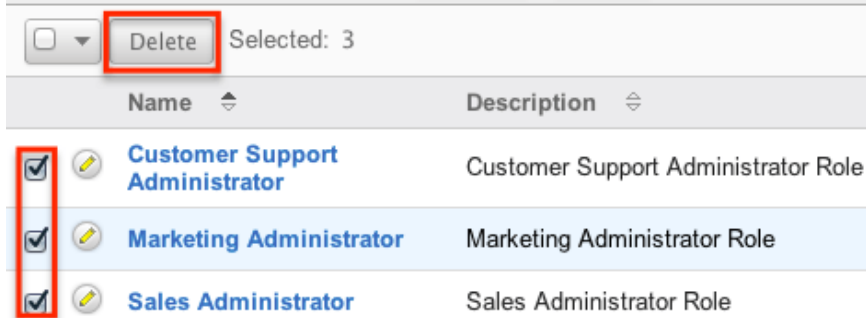 Delete Selected: 3
Name Description
Customer Support
Administrator
Customer Support Administrator Role
Marketing Administrator Marketing Administrator Role
Sales Administrator Sales Administrator Role